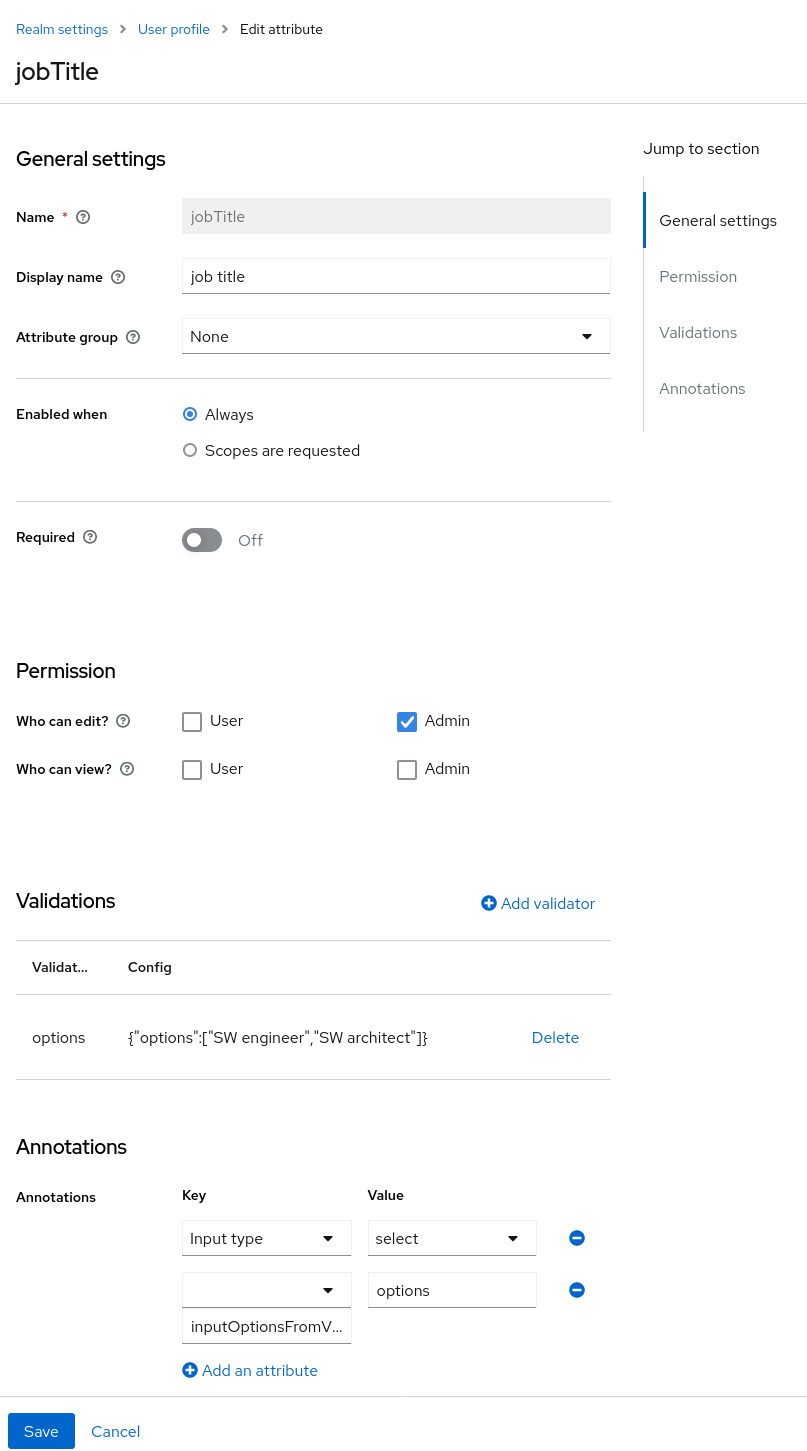 Realm settings > User profile > Edit attribute
jobTitle
Jump to section
General settings
Permission
Validations
Annotations
General settings
Name *
jobTitle
Display name
job title
Attribute group
None
Enabled when
Always
Scopes are requested
Required
Off
Permission
Who can edit?
User
Admin
Who can view?
User
Admin
Validations
Add validator
Validat... Config
options {"options":["SW engineer","SW architect"]} Delete
Annotations
Annotations
Key Value
Input type select
options
inputOptionsFromV...
Add an attribute
Save Cancel